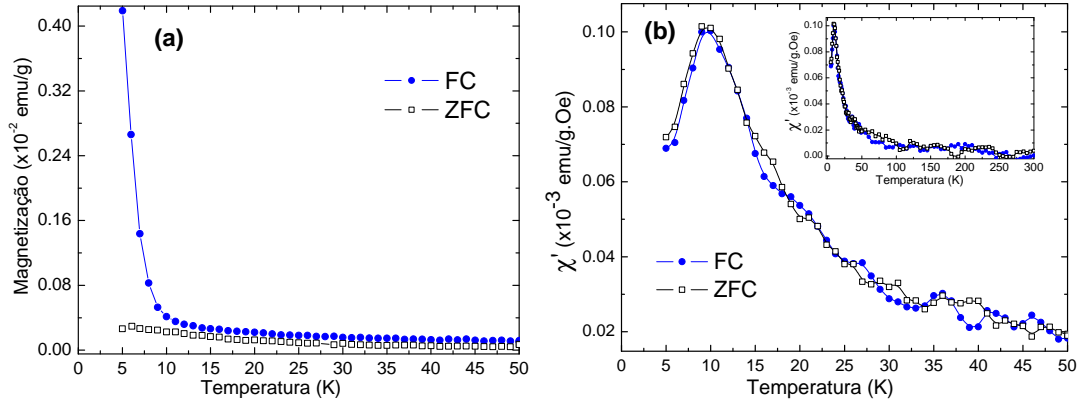 (a)
FC
ZFC
Magnetização (x10⁻² emu/g)
0.40
0.32
0.24
0.16
0.08
0.00
0 5 10 15 20 25 30 35 40 45 50
Temperatura (K)
(b)
FC
ZFC
χ' (x10⁻³ emu/g.Oe)
0.10
0.08
0.06
0.04
0.02
0 5 10 15 20 25 30 35 40 45 50
Temperatura (K)
χ' (x10⁻³ emu/g.Oe)
0.10
0.08
0.06
0.04
0.02
0.00
0 50 100 150 200 250 300
Temperatura (K)